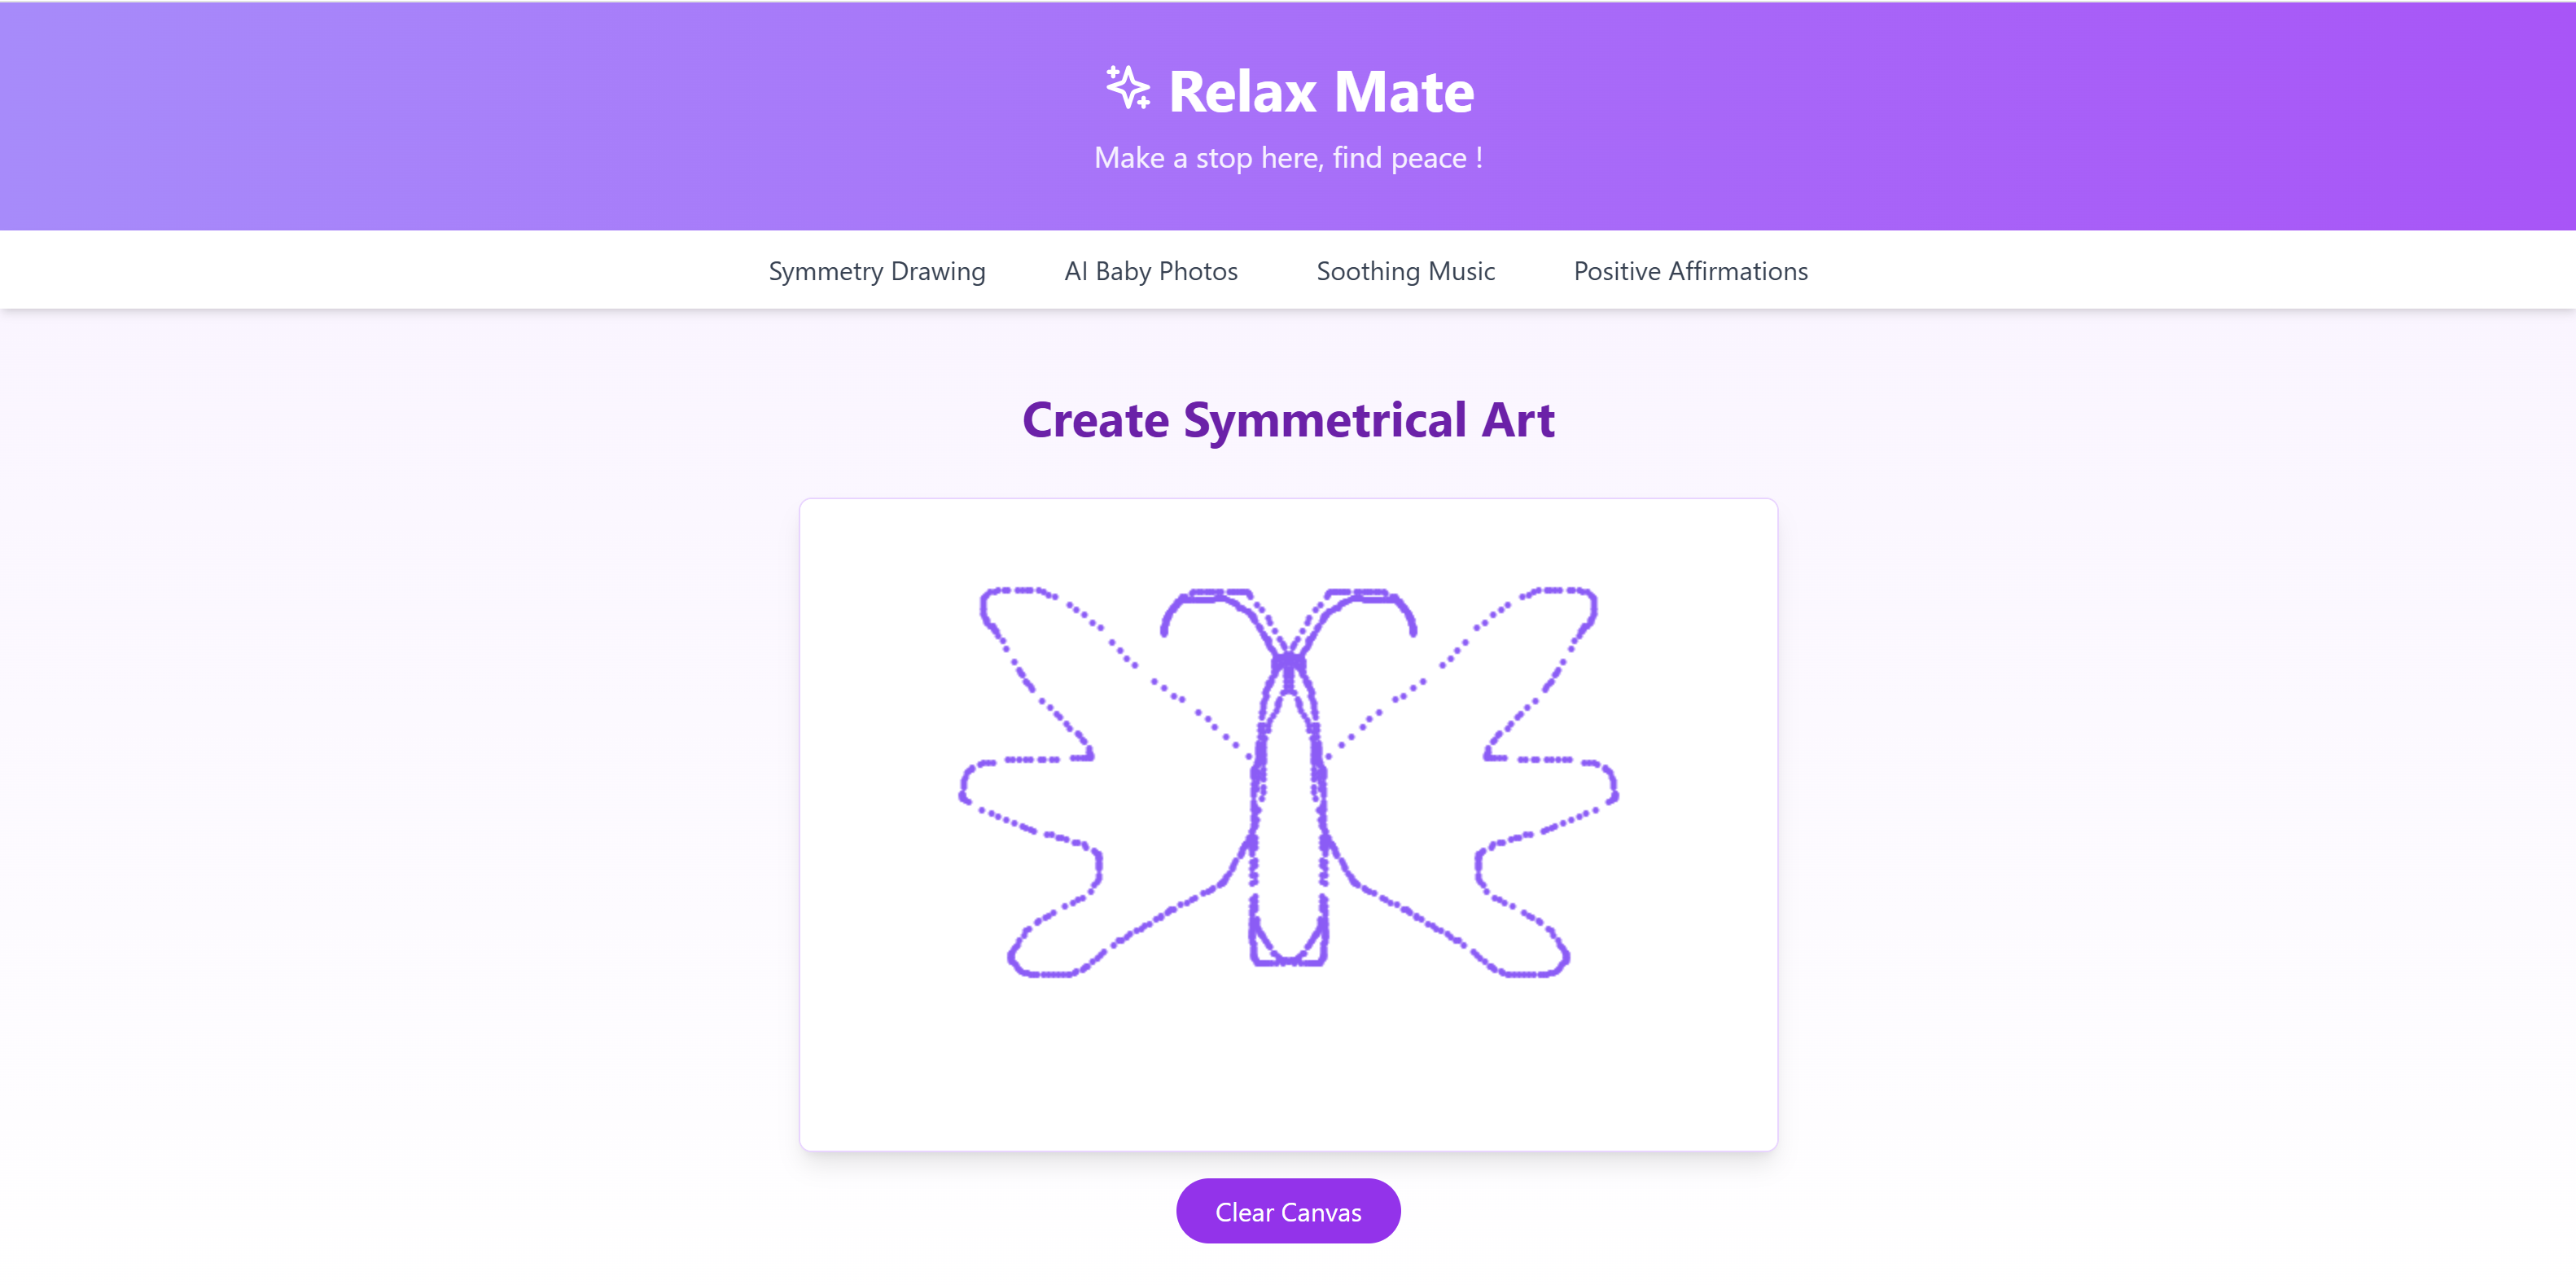 Relax Mate
Make a stop here, find peace !
Symmetry Drawing AI Baby Photos Soothing Music Positive Affirmations
Create Symmetrical Art
Clear Canvas